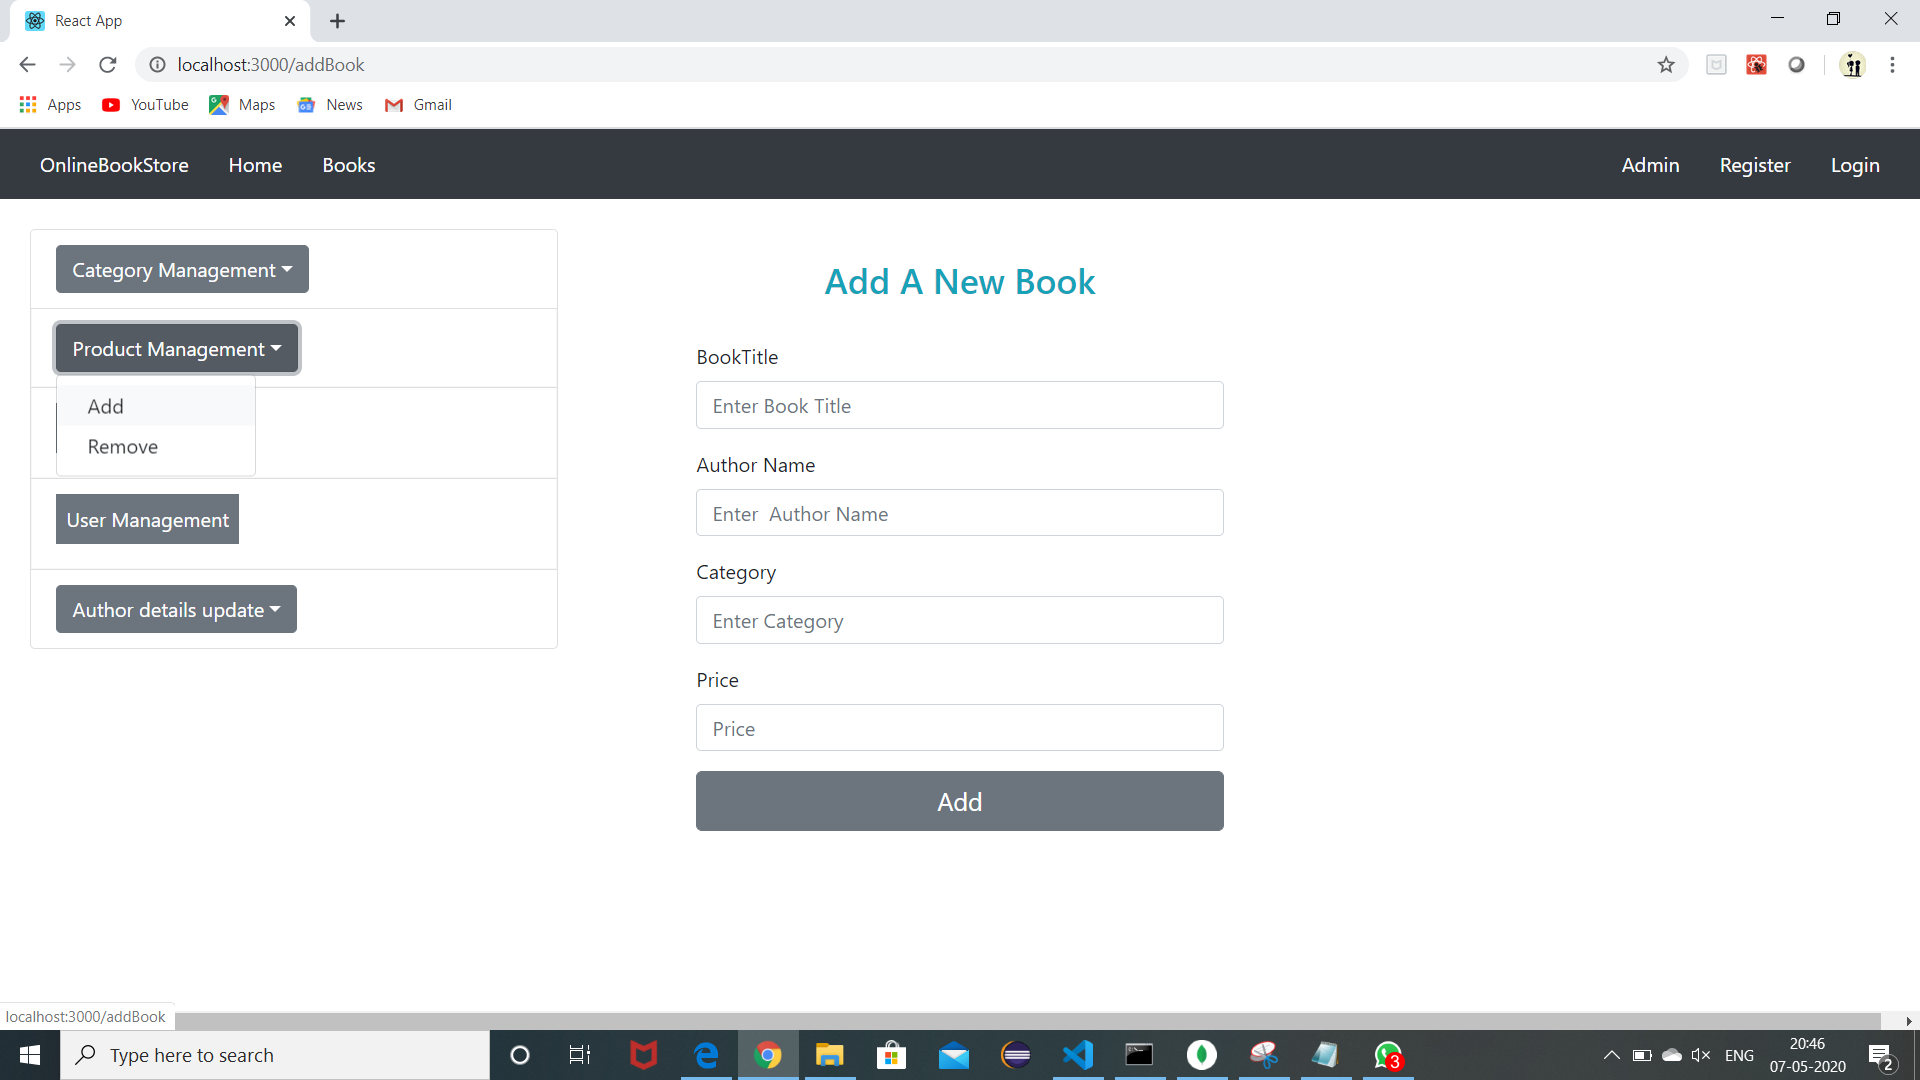 React App
localhost:3000/addBook
Apps YouTube Maps News Gmail
OnlineBookStore Home Books Admin Register Login
Category Management
Product Management
Add
Remove
User Management
Author details update
Add A New Book
BookTitle
Enter Book Title
Author Name
Enter  Author Name
Category
Enter Category
Price
Price
Add
localhost:3000/addBook
Type here to search
3
ENG
20:46
07-05-2020
2